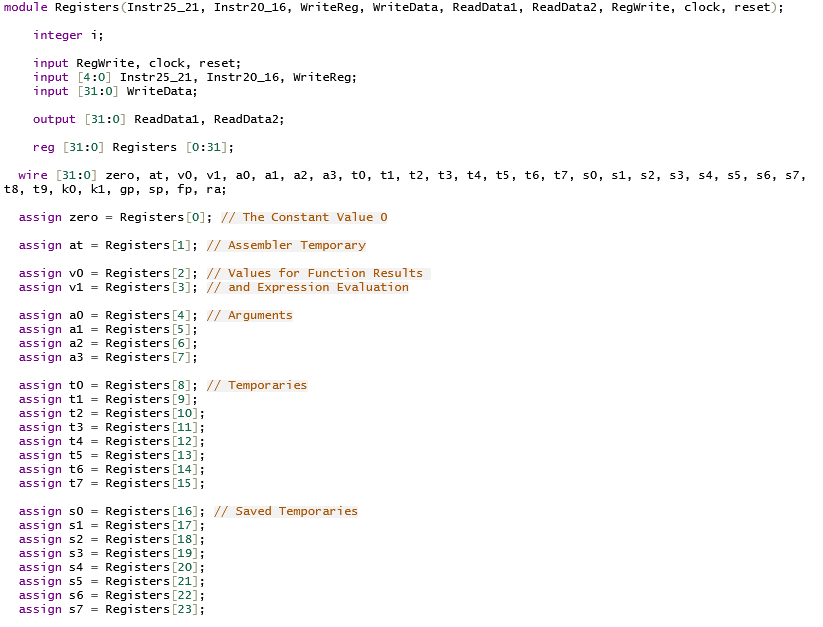 module Registers(Instr25_21, Instr20_16, WriteReg, WriteData, ReadData1, ReadData2, RegWrite, clock, reset);
integer i;
input RegWrite, clock, reset;
input [4:0] Instr25_21, Instr20_16, WriteReg;
input [31:0] WriteData;
output [31:0] ReadData1, ReadData2;
reg [31:0] Registers [0:31];
wire [31:0] zero, at, v0, v1, a0, a1, a2, a3, t0, t1, t2, t3, t4, t5, t6, t7, s0, s1, s2, s3, s4, s5, s6, s7,
t8, t9, k0, k1, gp, sp, fp, ra;
assign zero = Registers[0]; // The Constant Value 0
assign at = Registers[1]; // Assembler Temporary
assign v0 = Registers[2]; // Values for Function Results
assign v1 = Registers[3]; // and Expression Evaluation
assign a0 = Registers[4]; // Arguments
assign a1 = Registers[5];
assign a2 = Registers[6];
assign a3 = Registers[7];
assign t0 = Registers[8]; // Temporaries
assign t1 = Registers[9];
assign t2 = Registers[10];
assign t3 = Registers[11];
assign t4 = Registers[12];
assign t5 = Registers[13];
assign t6 = Registers[14];
assign t7 = Registers[15];
assign s0 = Registers[16]; // Saved Temporaries
assign s1 = Registers[17];
assign s2 = Registers[18];
assign s3 = Registers[19];
assign s4 = Registers[20];
assign s5 = Registers[21];
assign s6 = Registers[22];
assign s7 = Registers[23];